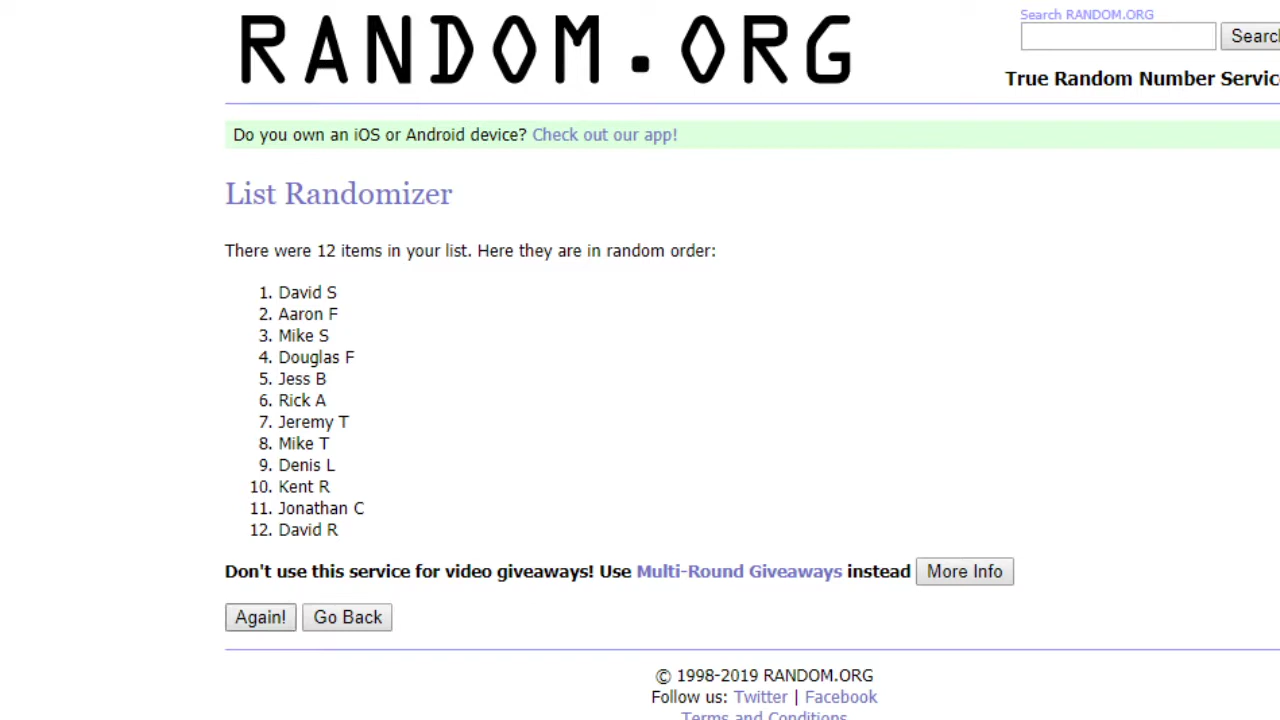 RANDOM.ORG
Search RANDOM.ORG
True Random Number
Do you own an iOS or Android device? Check out our app!
List Randomizer
There were 12 items in your list. Here they are in random order:
1. David S
2. Aaron F
3. Mike S
4. Douglas F
5. Jess B
6. Rick A
7. Jeremy T
8. Mike T
9. Denis L
10. Kent R
11. Jonathan C
12. David R
Don't use this service for video giveaways! Use Multi-Round Giveaways instead More Info
Again! Go Back
© 1998-2019 RANDOM.ORG
Follow us: Twitter | Facebook
Terms and Conditions